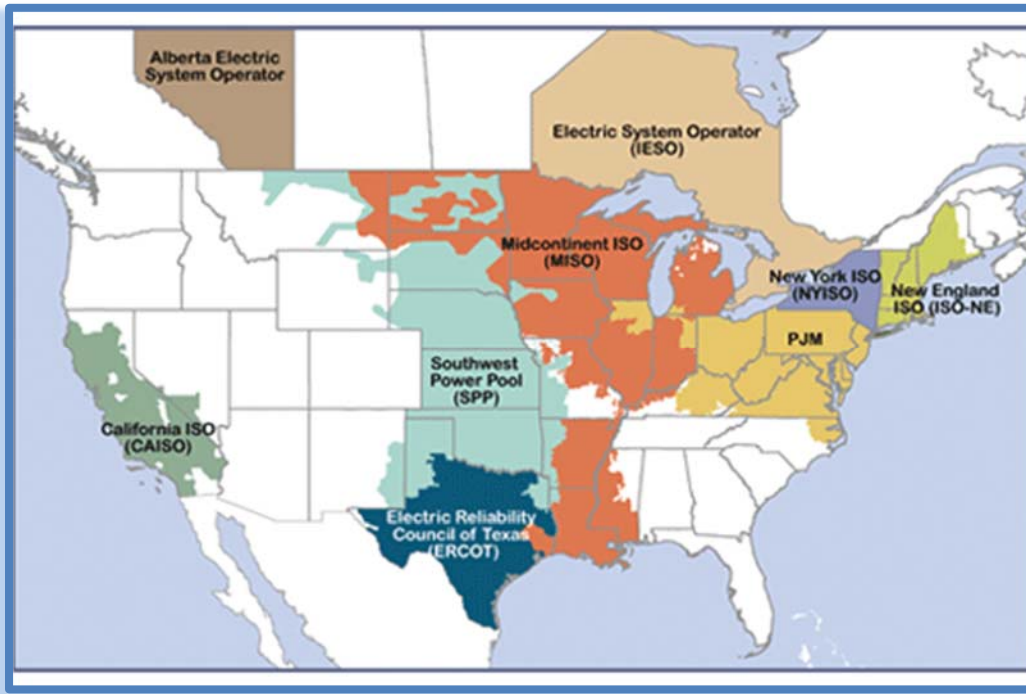 Alberta Electric
System Operator
Electric System Operator
(IESO)
Midcontinent ISO
(MISO)
New York ISO
(NYISO)
New England
ISO (ISO-NE)
PJM
Southwest
Power Pool
(SPP)
California ISO
(CAISO)
Electric Reliability
Council of Texas
(ERCOT)